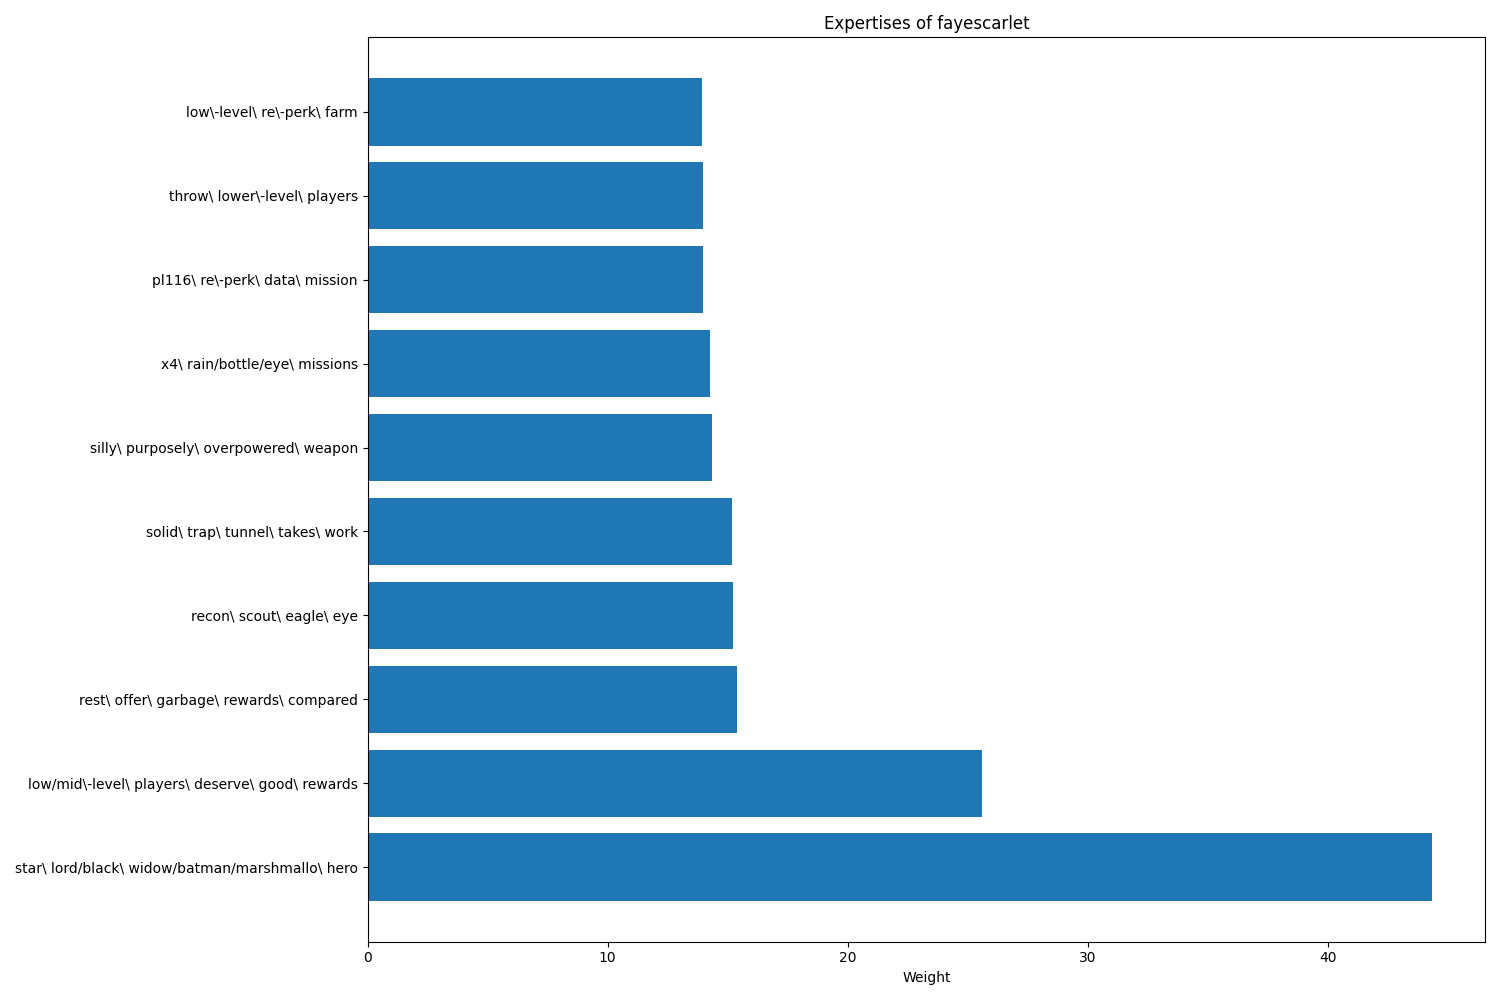 Expertises of fayescarlet
low\-level\ re\-perk\ farm
throw\ lower\-level\ players
pl116\ re\-perk\ data\ mission
x4\ rain/bottle/eye\ missions
silly\ purposely\ overpowered\ weapon
solid\ trap\ tunnel\ takes\ work
recon\ scout\ eagle\ eye
rest\ offer\ garbage\ rewards\ compared
low/mid\-level\ players\ deserve\ good\ rewards
star\ lord/black\ widow/batman/marshmallo\ hero
0 10 20 30 40
Weight